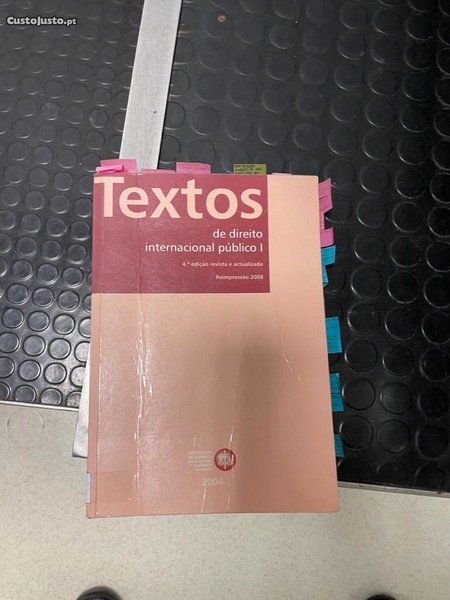 CustoJusto.pt
Textos
de direito
internacional público I
4.ª edição revista e actualizada
Reimpressão 2008
2004